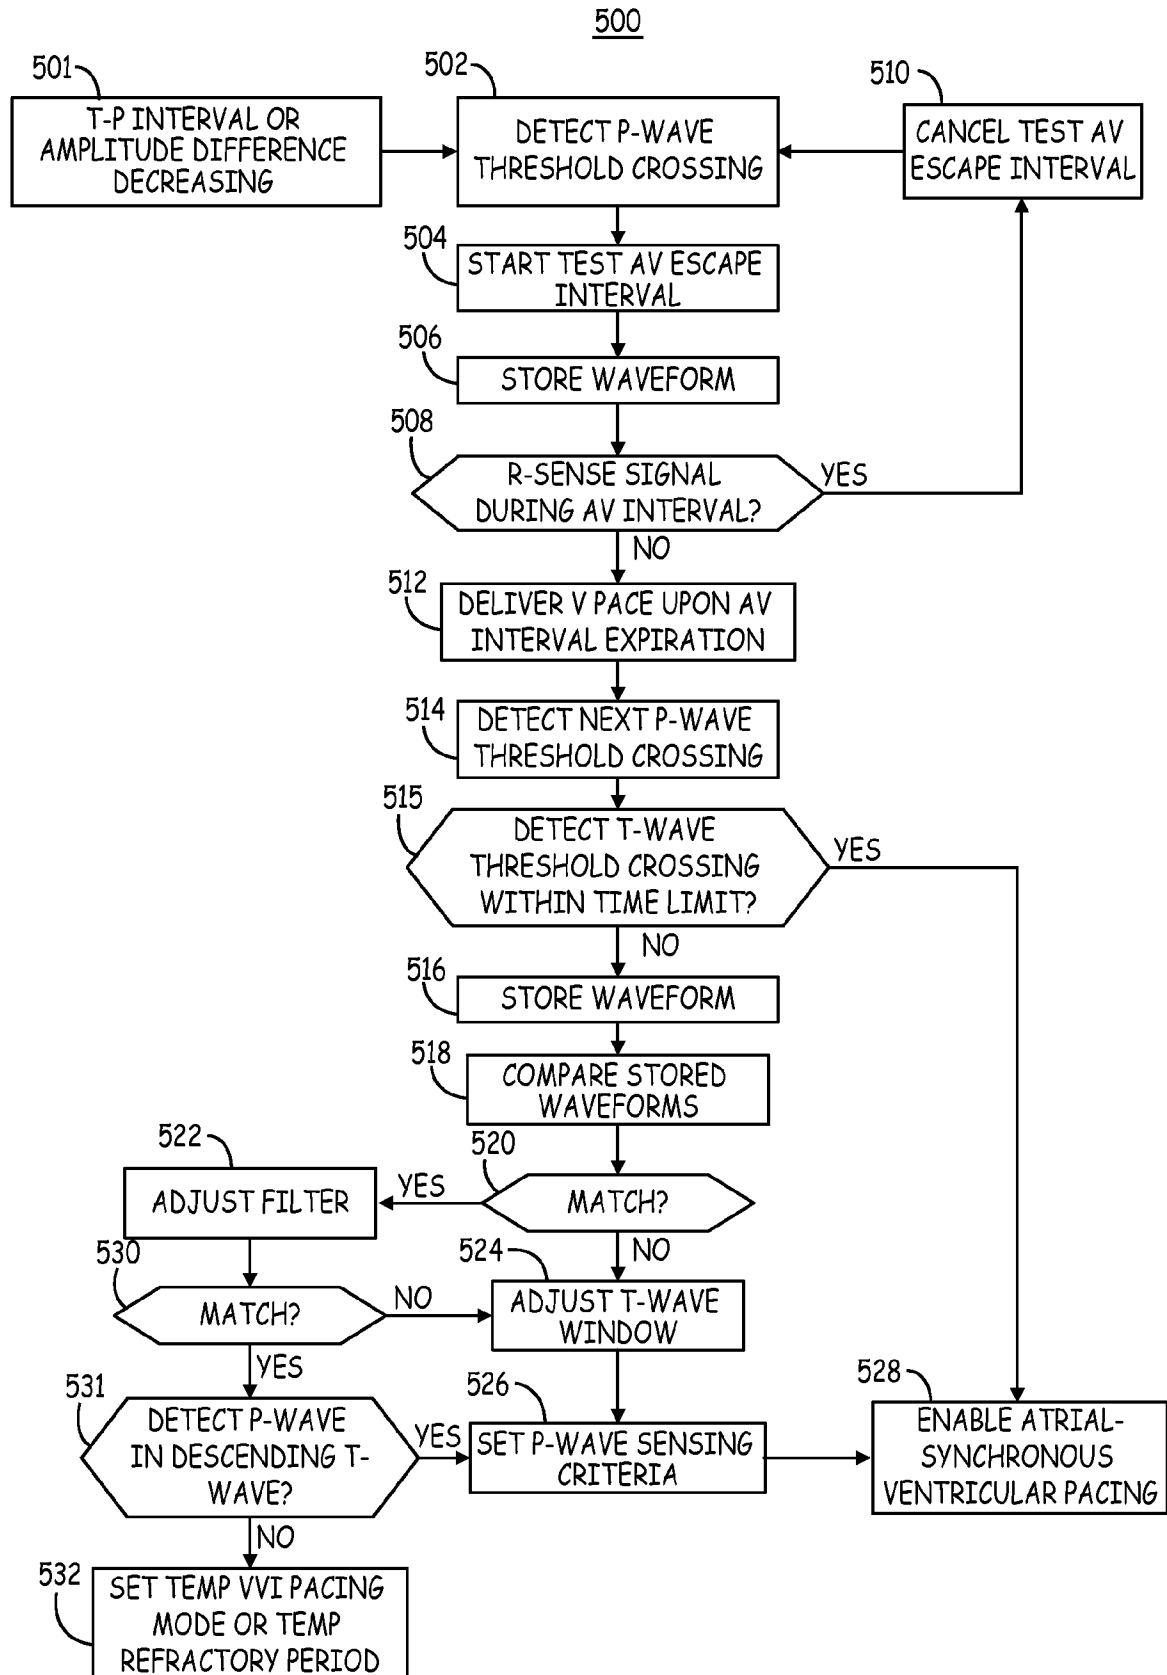 500
501
T-P INTERVAL OR
AMPLITUDE DIFFERENCE
DECREASING
502
DETECT P-WAVE
THRESHOLD CROSSING
510
CANCEL TEST AV
ESCAPE INTERVAL
504
START TEST AV ESCAPE
INTERVAL
506
STORE WAVEFORM
508
R-SENSE SIGNAL
DURING AV INTERVAL?
YES
NO
512
DELIVER V PACE UPON AV
INTERVAL EXPIRATION
514
DETECT NEXT P-WAVE
THRESHOLD CROSSING
515
DETECT T-WAVE
THRESHOLD CROSSING
WITHIN TIME LIMIT?
YES
NO
516
STORE WAVEFORM
518
COMPARE STORED
WAVEFORMS
520
MATCH?
YES
NO
522
ADJUST FILTER
524
ADJUST T-WAVE
WINDOW
530
MATCH?
NO
YES
531
DETECT P-WAVE
IN DESCENDING T-
WAVE?
YES
NO
526
SET P-WAVE SENSING
CRITERIA
528
ENABLE ATRIAL-
SYNCHRONOUS
VENTRICULAR PACING
532
SET TEMP VVI PACING
MODE OR TEMP
REFRACTORY PERIOD